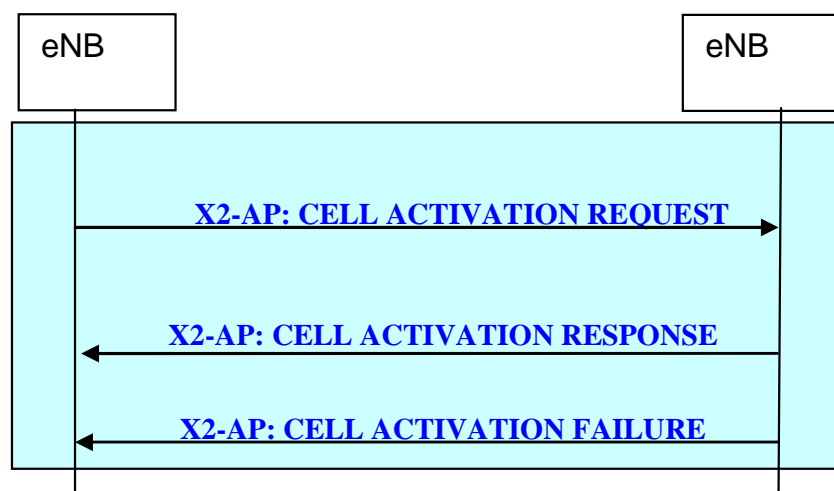 eNB
eNB
X2-AP: CELL ACTIVATION REQUEST
X2-AP: CELL ACTIVATION RESPONSE
X2-AP: CELL ACTIVATION FAILURE